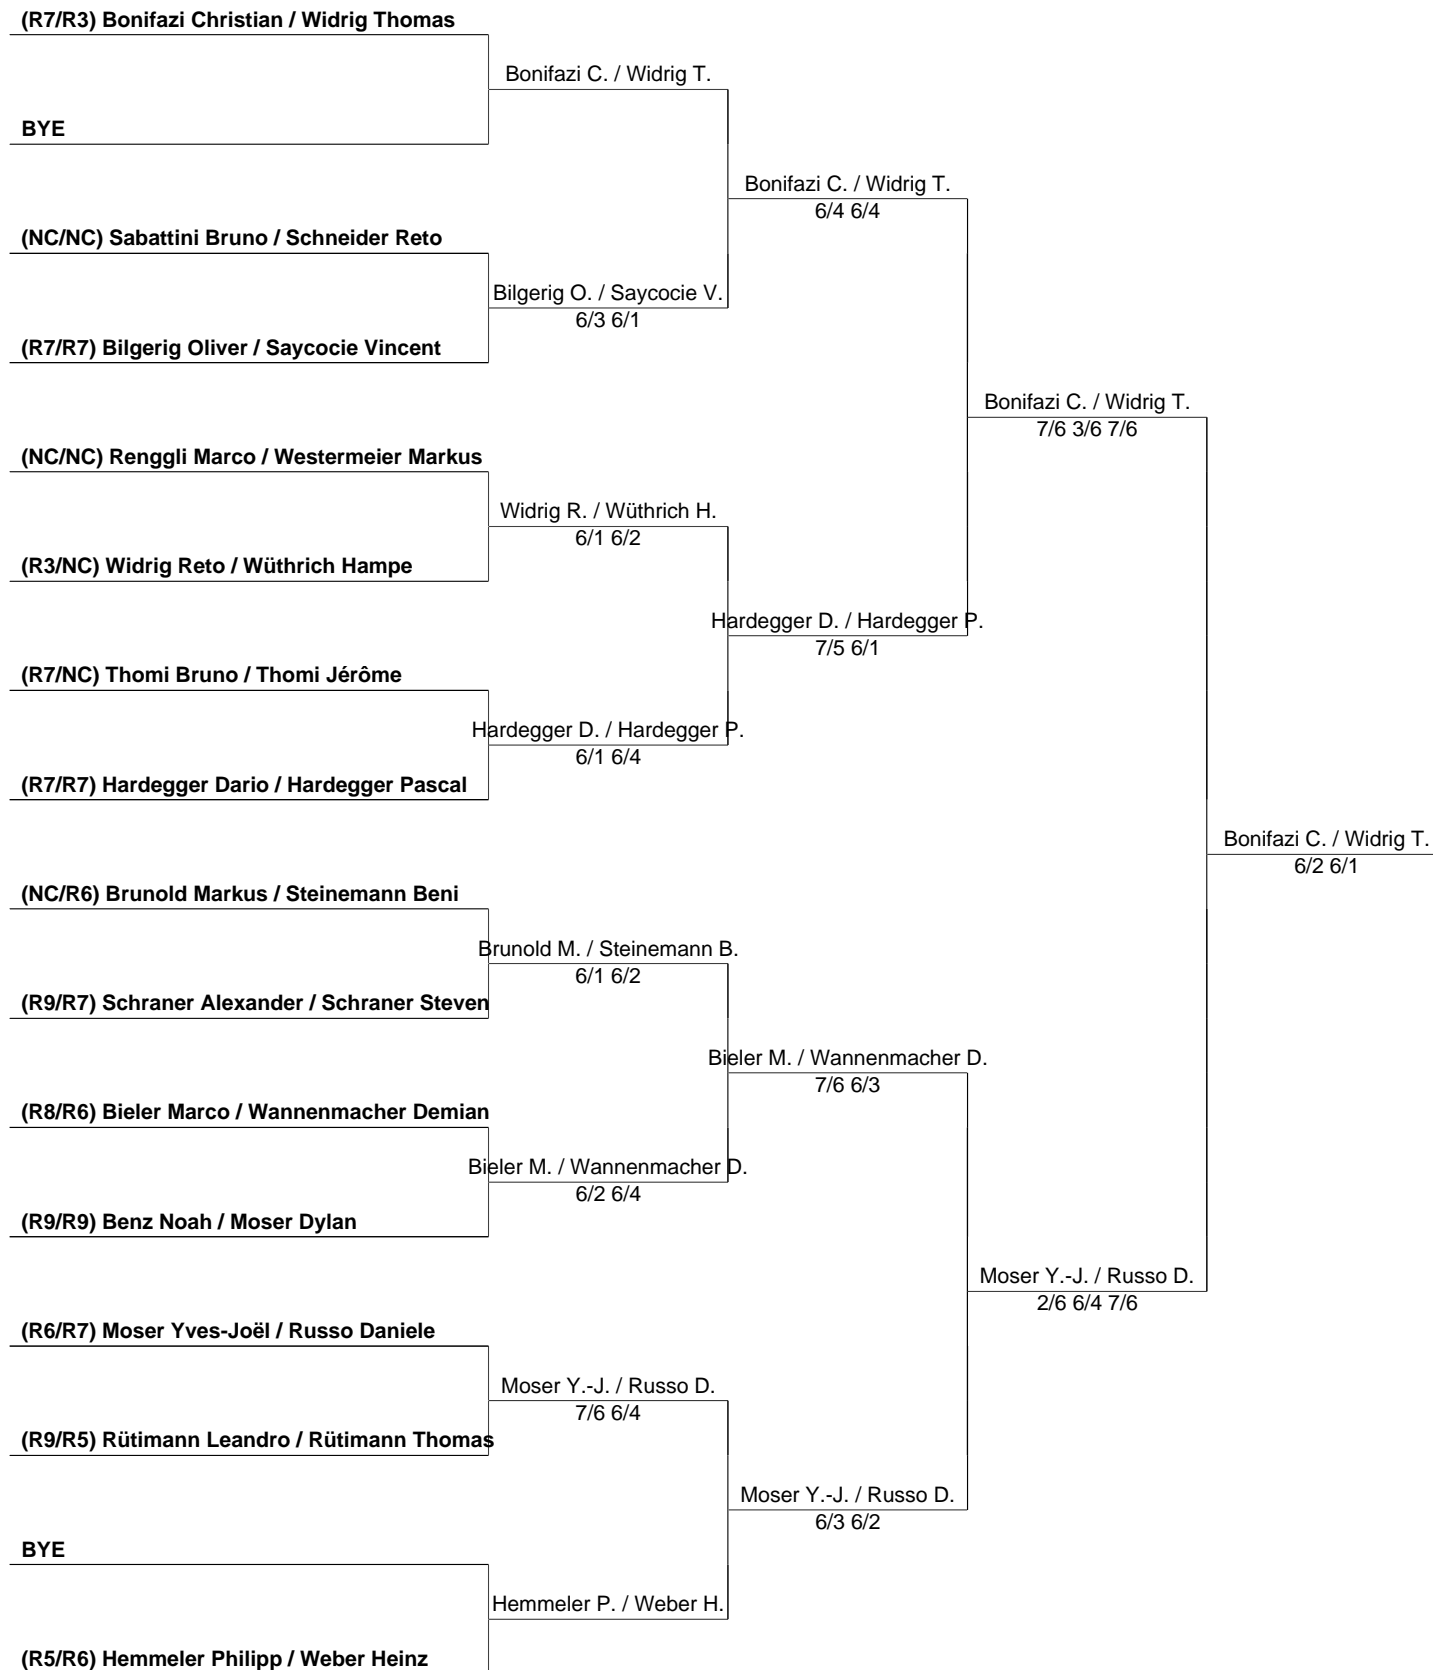 (R7/R3) Bonifazi Christian / Widrig Thomas
Bonifazi C. / Widrig T.
BYE
Bonifazi C. / Widrig T.
6/4 6/4
(NC/NC) Sabattini Bruno / Schneider Reto
Bilgerig O. / Saycocie V.
6/3 6/1
(R7/R7) Bilgerig Oliver / Saycocie Vincent
Bonifazi C. / Widrig T.
7/6 3/6 7/6
(NC/NC) Renggli Marco / Westermeier Markus
Widrig R. / Wüthrich H.
6/1 6/2
(R3/NC) Widrig Reto / Wüthrich Hampe
Hardegger D. / Hardegger P.
7/5 6/1
(R7/NC) Thomi Bruno / Thomi Jérôme
Hardegger D. / Hardegger P.
6/1 6/4
(R7/R7) Hardegger Dario / Hardegger Pascal
Bonifazi C. / Widrig T.
6/2 6/1
(NC/R6) Brunold Markus / Steinemann Beni
Brunold M. / Steinemann B.
6/1 6/2
(R9/R7) Schraner Alexander / Schraner Steven
Bieler M. / Wannenmacher D.
7/6 6/3
(R8/R6) Bieler Marco / Wannenmacher Demian
Bieler M. / Wannenmacher D.
6/2 6/4
(R9/R9) Benz Noah / Moser Dylan
Moser Y.-J. / Russo D.
2/6 6/4 7/6
(R6/R7) Moser Yves-Joël / Russo Daniele
Moser Y.-J. / Russo D.
7/6 6/4
(R9/R5) Rütimann Leandro / Rütimann Thomas
Moser Y.-J. / Russo D.
6/3 6/2
BYE
Hemmeler P. / Weber H.
(R5/R6) Hemmeler Philipp / Weber Heinz